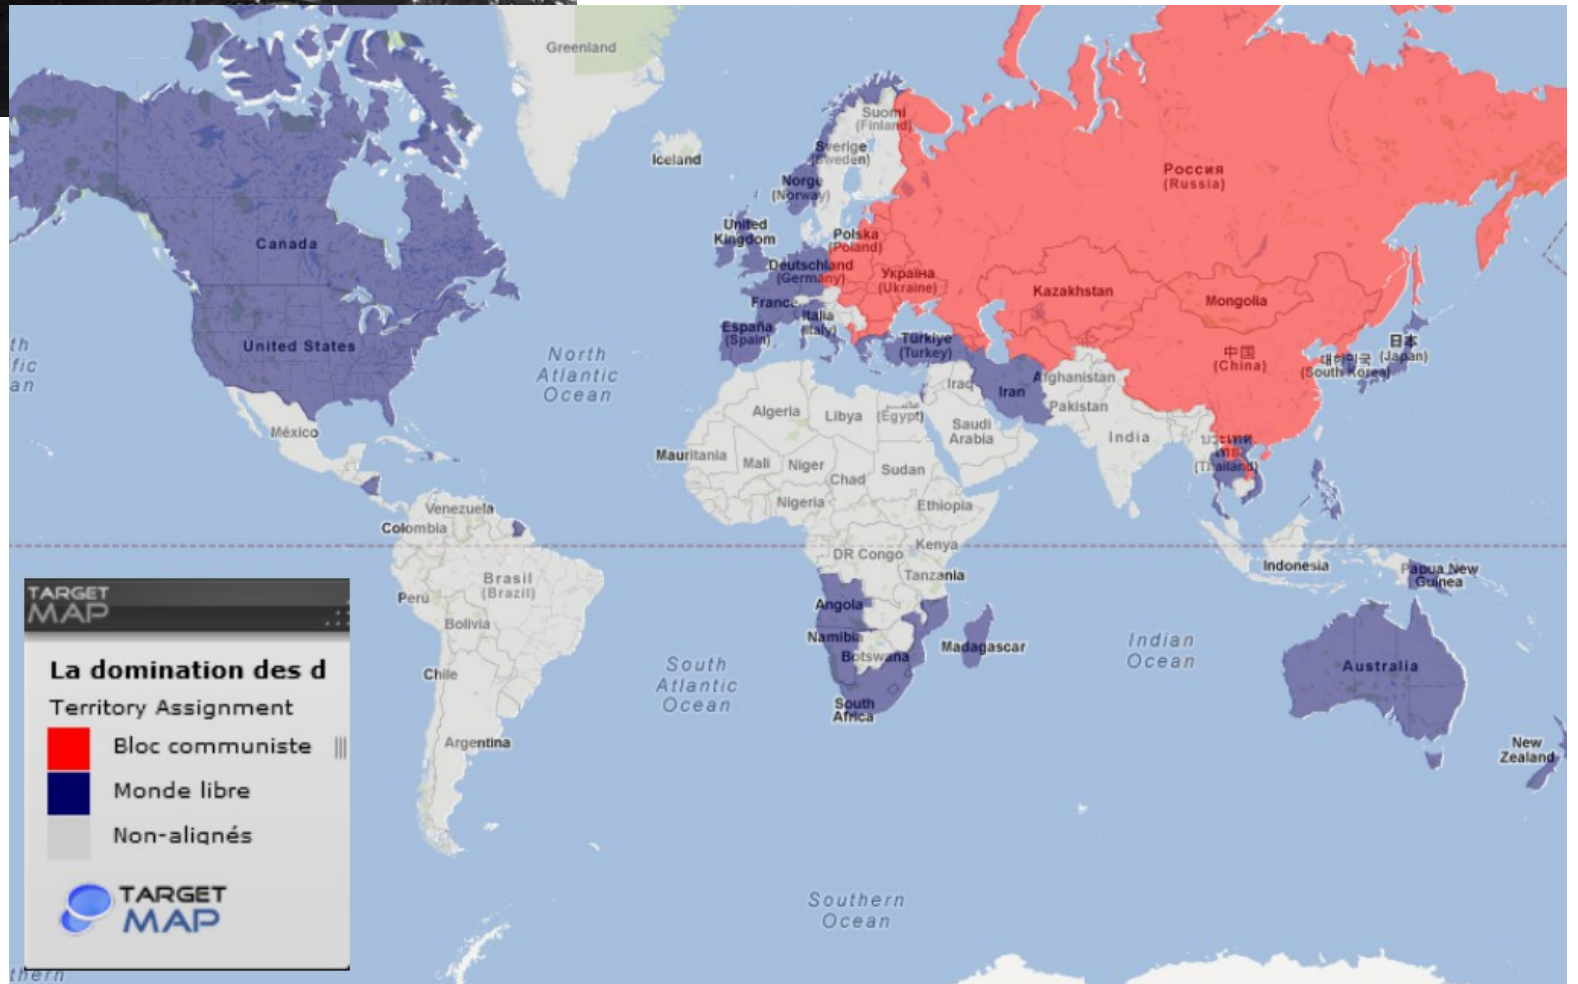 Greenland
Iceland
Suomi
(Finland)
Sverige
(Sweden)
Norge
(Norway)
United
Kingdom
Polska
(Poland)
Deutschland
(Germany)
Україна
(Ukraine)
France
Italia
(Italy)
España
(Spain)
Türkiye
(Turkey)
Россия
(Russia)
Kazakhstan
Mongolia
中国
(China)
대한민국
(South Korea)
日本
(Japan)
Canada
United States
México
North
Atlantic
Ocean
th
fic
an
Algeria
Libya
(Egypt)
Iraq
Iran
Afghanistan
Pakistan
Saudi
Arabia
India
(Thailand)
Mauritania
Mali
Niger
Chad
Sudan
Nigeria
Ethiopia
Venezuela
Colombia
DR Congo
Kenya
Tanzania
Indonesia
Papua New
Guinea
Brasil
(Brazil)
Perú
Bolivia
Chile
Argentina
Angola
Namibia
Botswana
Madagascar
South
Africa
South
Atlantic
Ocean
Indian
Ocean
Australia
New
Zealand
Southern
Ocean
TARGET
MAP
La domination des d
Territory Assignment
Bloc communiste
Monde libre
Non-alignés
TARGET
MAP
thern